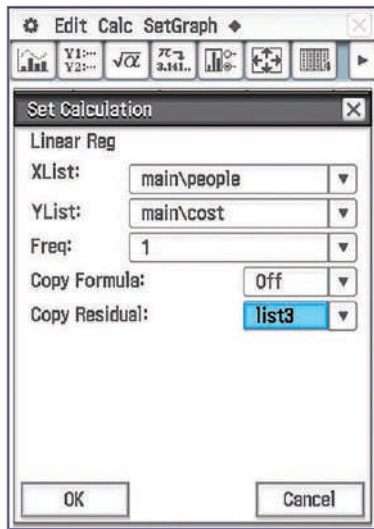 Edit Calc SetGraph
Y1:...
Y2:...
√α
π
3.141..
Set Calculation
Linear Reg
XList: main\people
YList: main\cost
Freq: 1
Copy Formula: Off
Copy Residual: list3
OK Cancel